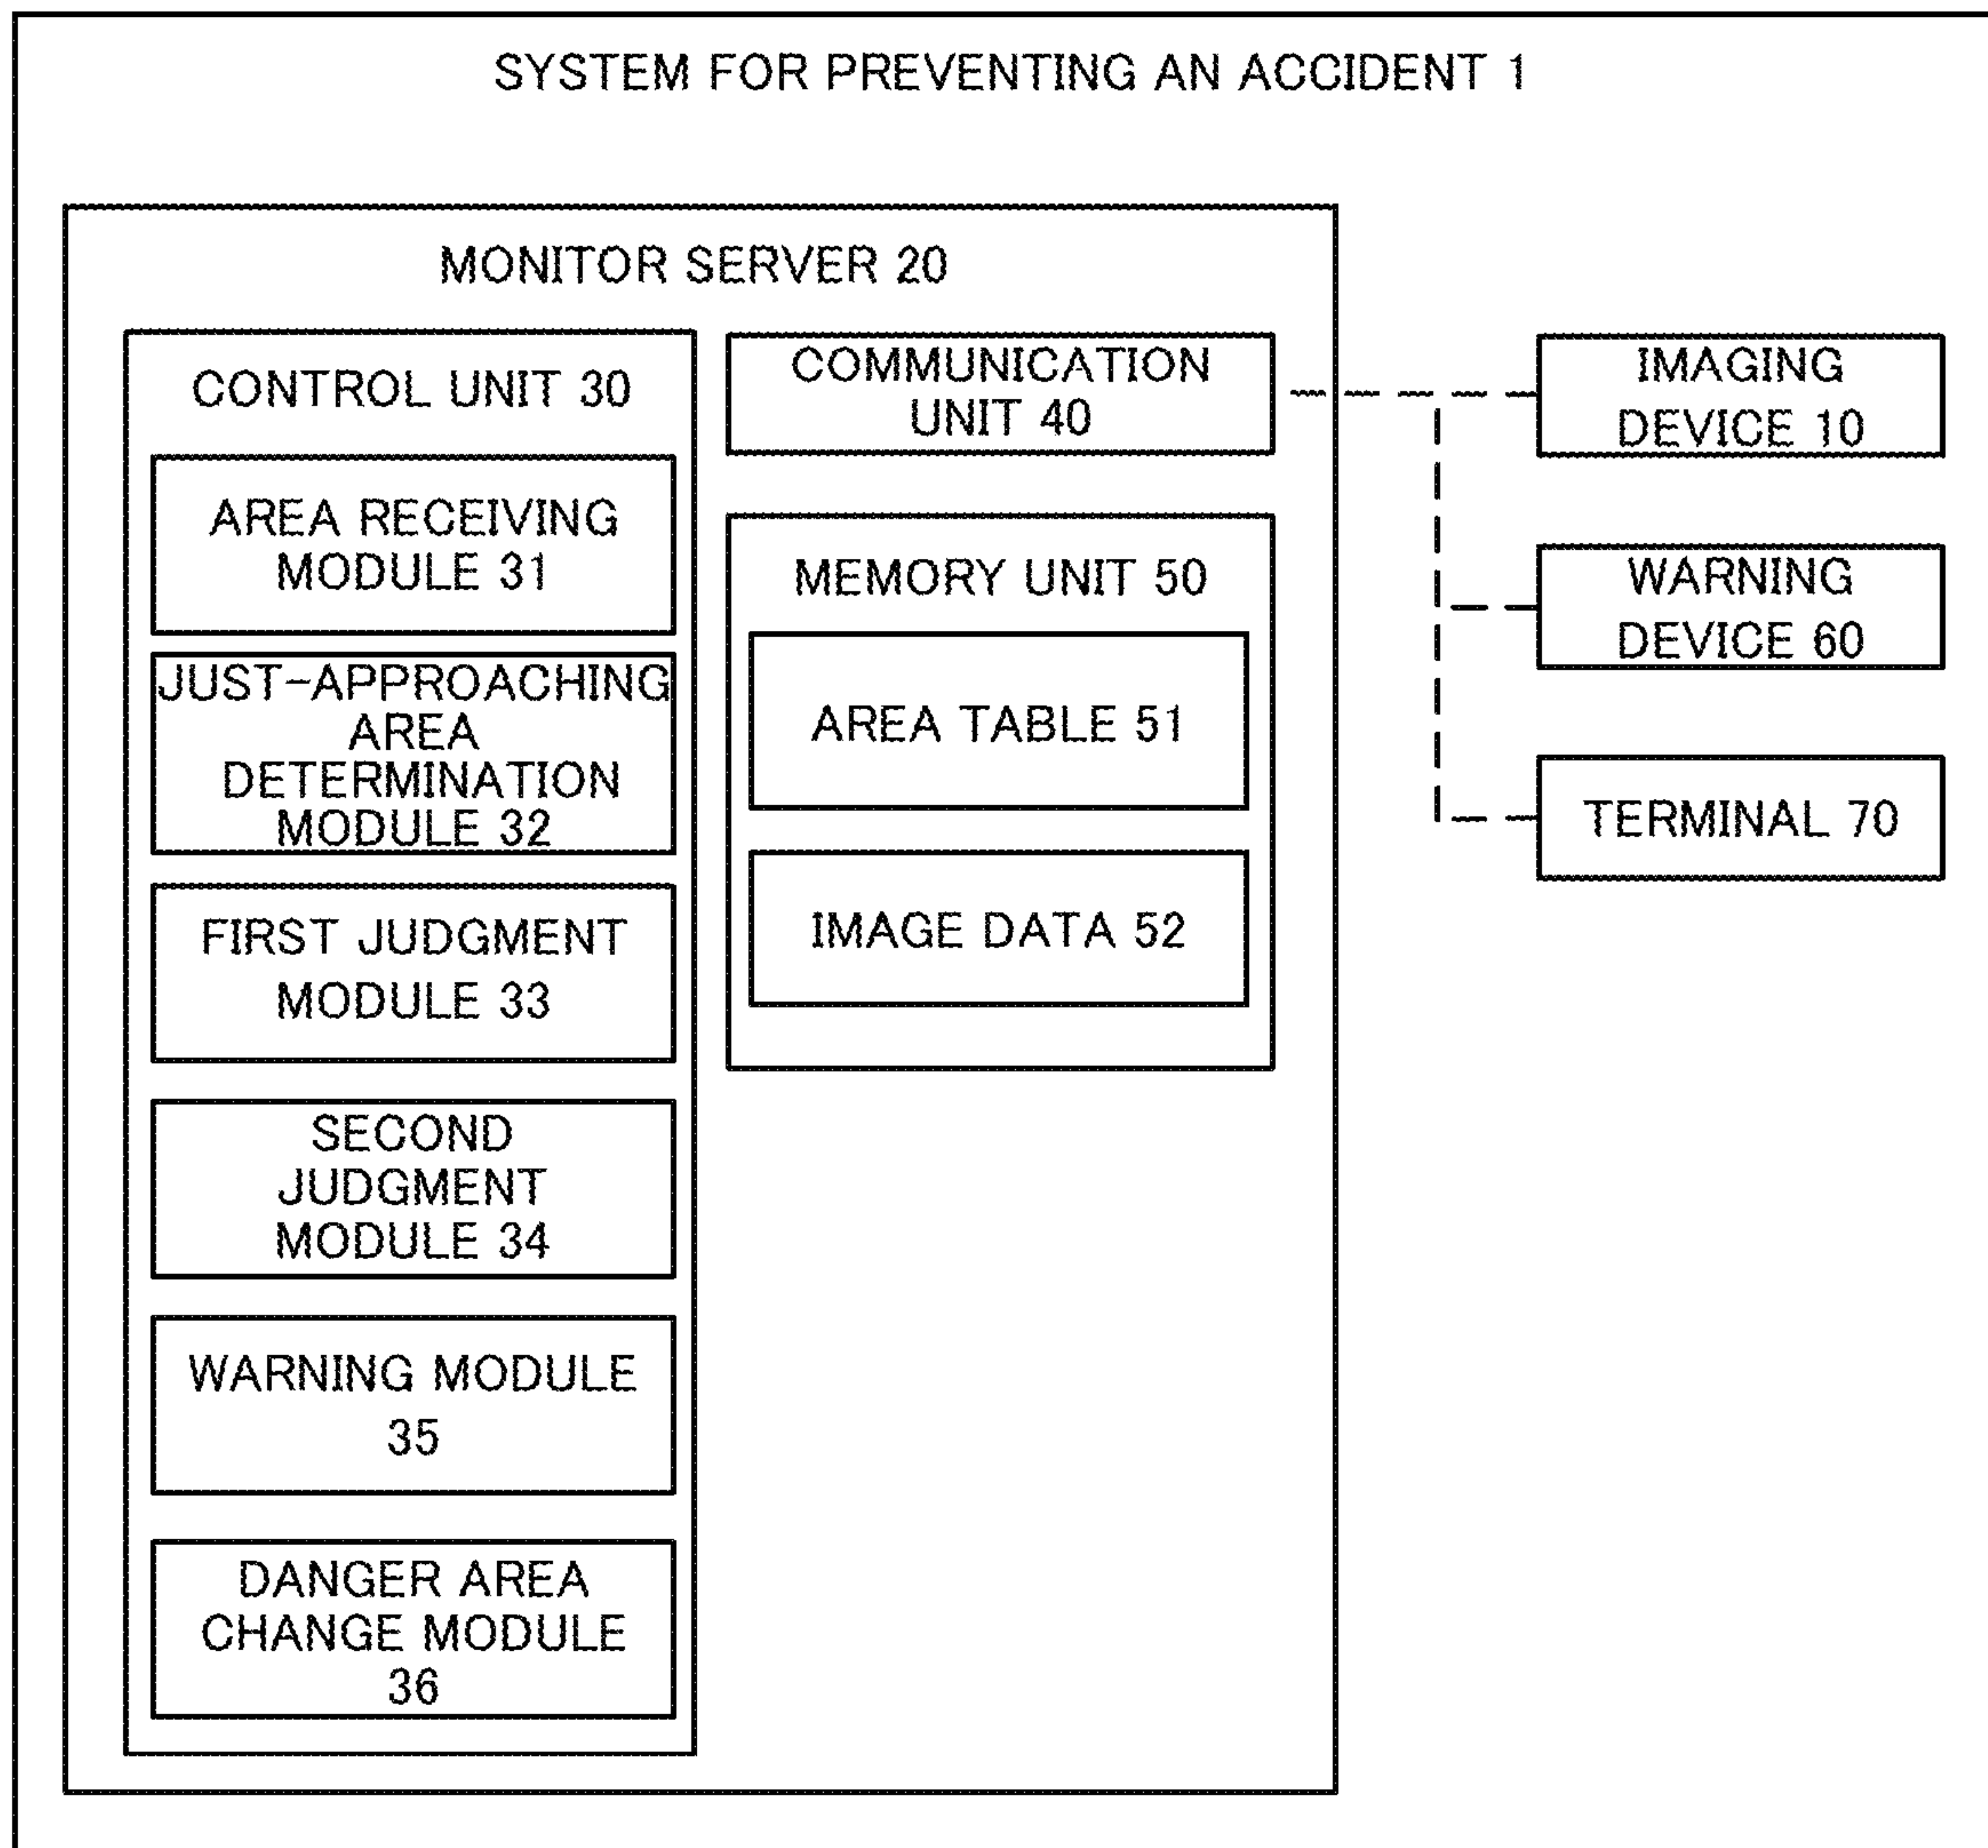 SYSTEM FOR PREVENTING AN ACCIDENT 1
MONITOR SERVER 20
CONTROL UNIT 30
AREA RECEIVING
MODULE 31
JUST-APPROACHING
AREA
DETERMINATION
MODULE 32
FIRST JUDGMENT
MODULE 33
SECOND
JUDGMENT
MODULE 34
WARNING MODULE
35
DANGER AREA
CHANGE MODULE
36
COMMUNICATION
UNIT 40
MEMORY UNIT 50
AREA TABLE 51
IMAGE DATA 52
IMAGING
DEVICE 10
WARNING
DEVICE 60
TERMINAL 70